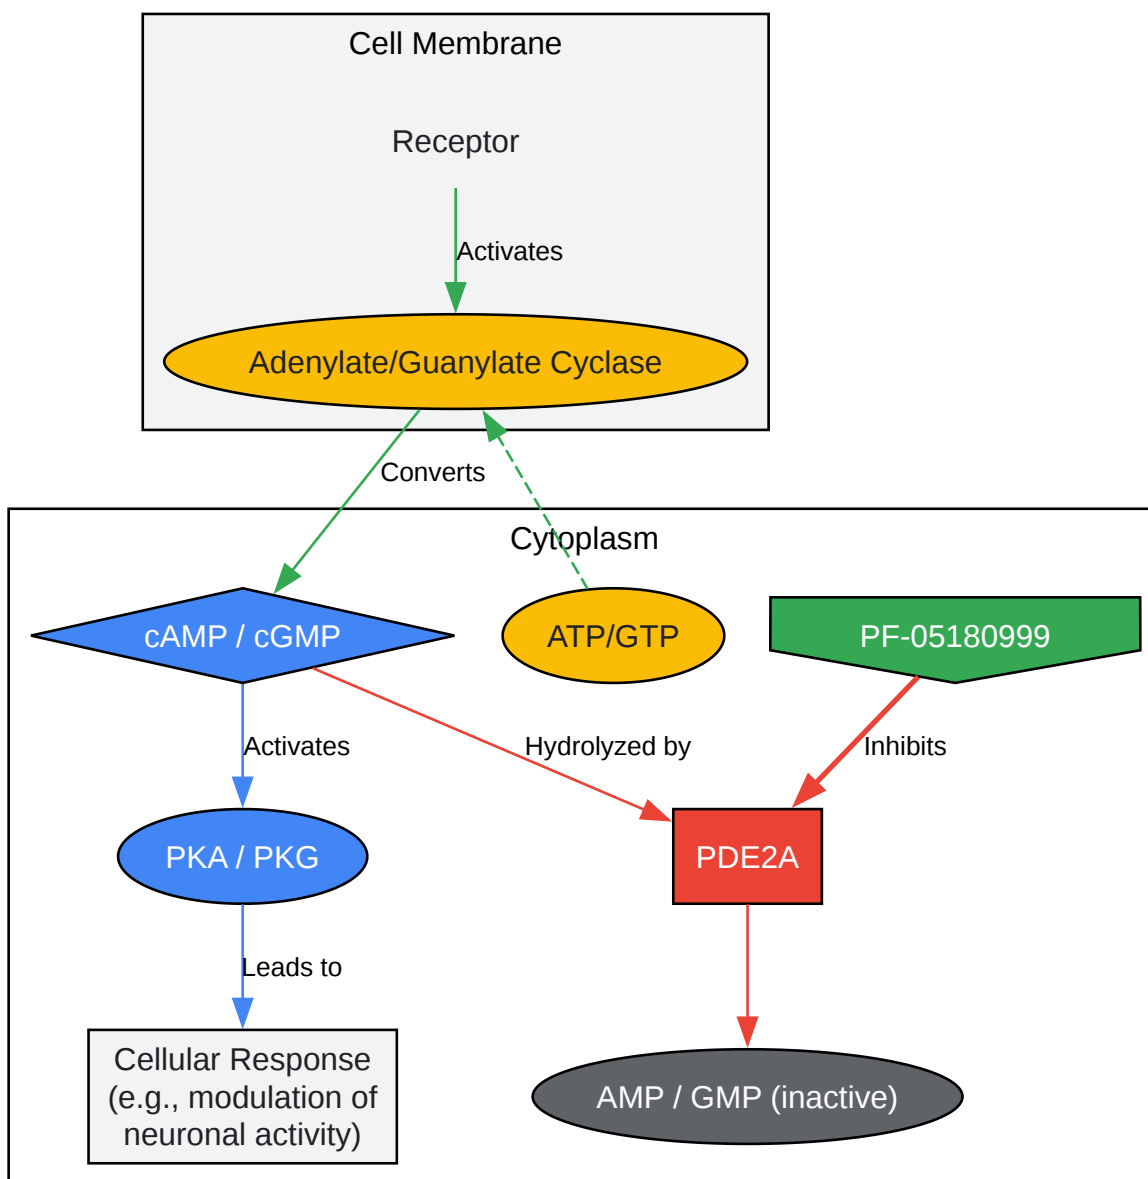 Cell Membrane
Receptor
Activates
Adenylate/Guanylate Cyclase
Converts
Cytoplasm
cAMP / cGMP
ATP/GTP
PF-05180999
Activates
Hydrolyzed by
Inhibits
PKA / PKG
PDE2A
Leads to
Cellular Response
(e.g., modulation of
neuronal activity)
AMP / GMP (inactive)